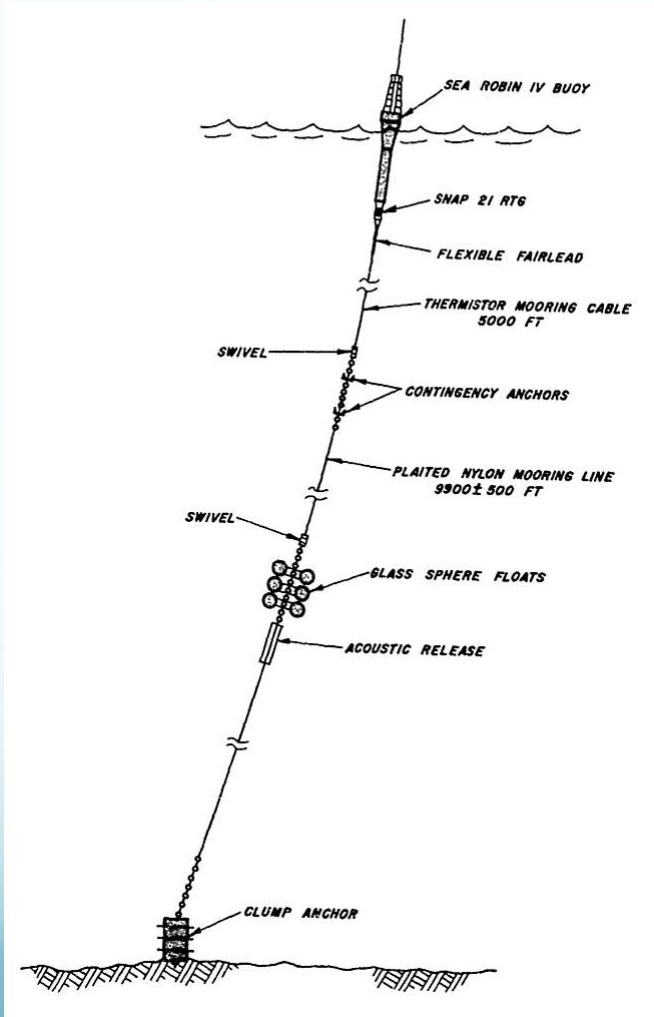 SEA ROBIN IV BUOY
SNAP 21 RTG
FLEXIBLE FAIRLEAD
THERMISTOR MOORING CABLE
5000 FT
SWIVEL
CONTINGENCY ANCHORS
PLAITED NYLON MOORING LINE
9900±500 FT
SWIVEL
GLASS SPHERE FLOATS
ACOUSTIC RELEASE
CLUMP ANCHOR